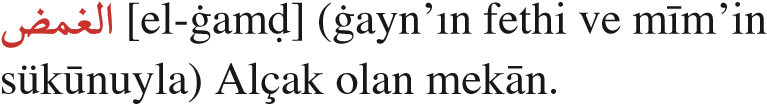 الغمض [el-ġamḍ] (ġayn’ın fethi ve mīm’in
sükūnuyla) Alçak olan mekān.